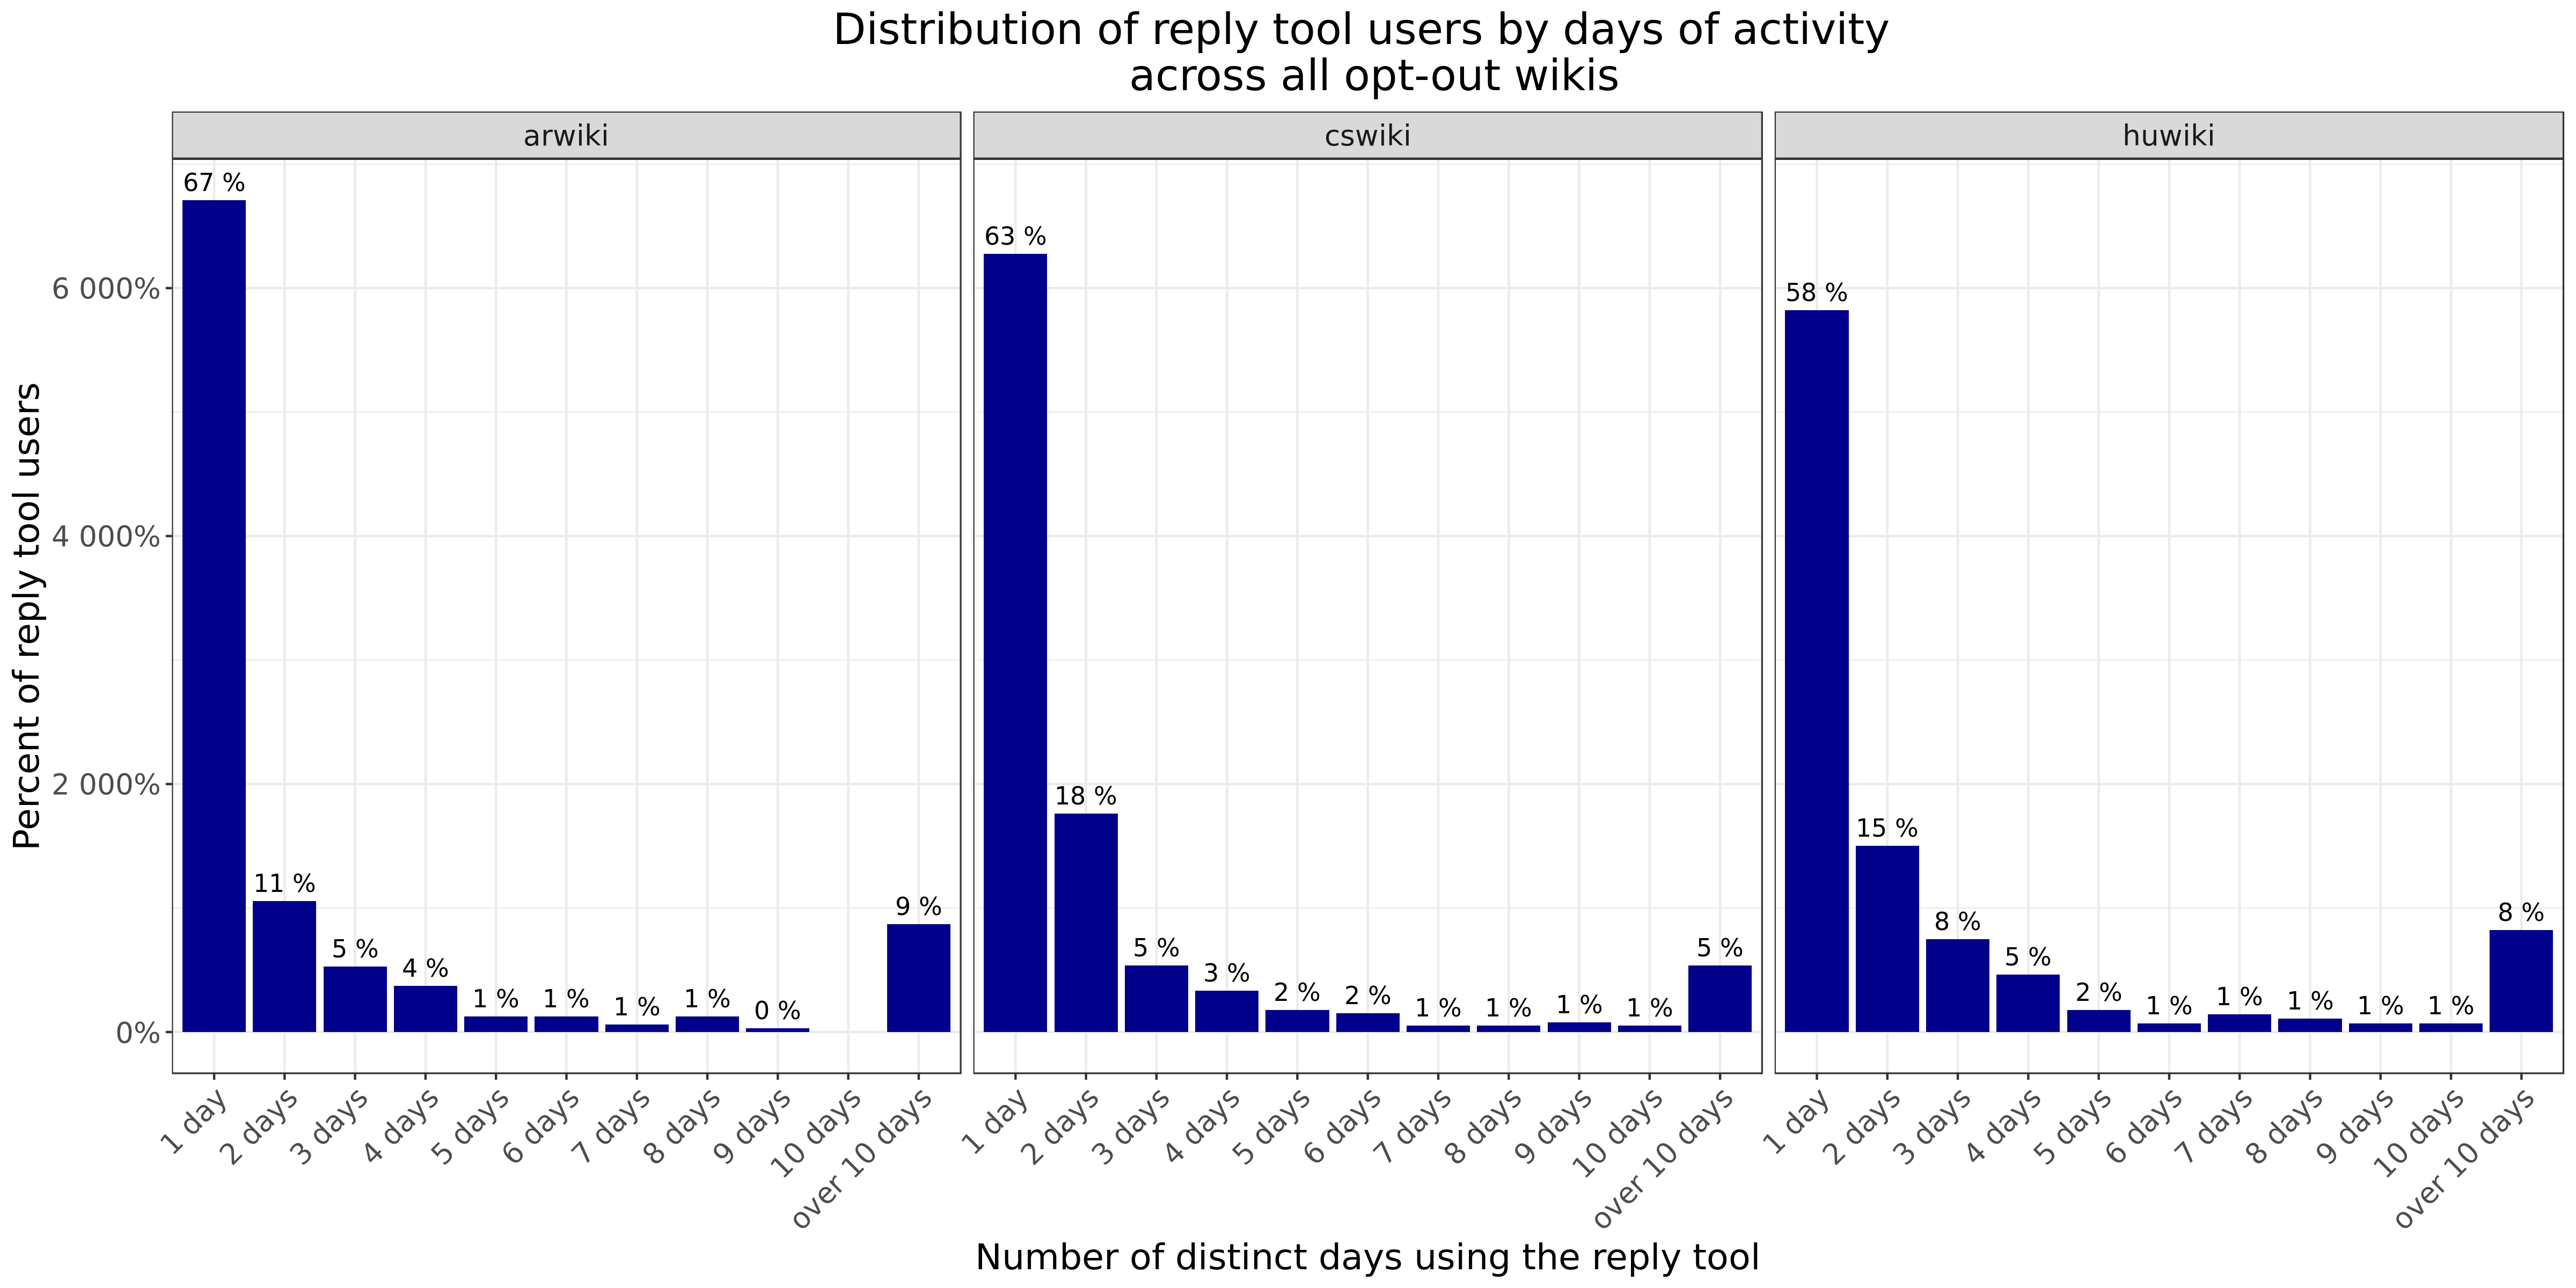 Distribution of reply tool users by days of activity
across all opt-out wikis
arwiki
cswiki
huwiki
Percent of reply tool users
6 000%
4 000%
2 000%
0%
67 %
11 %
5 %
4 %
1 %
1 %
1 %
1 %
0 %
9 %
63 %
18 %
5 %
3 %
2 %
2 %
1 %
1 %
1 %
1 %
5 %
58 %
15 %
8 %
5 %
2 %
1 %
1 %
1 %
1 %
1 %
8 %
1 day
2 days
3 days
4 days
5 days
6 days
7 days
8 days
9 days
10 days
over 10 days
1 day
2 days
3 days
4 days
5 days
6 days
7 days
8 days
9 days
10 days
over 10 days
1 day
2 days
3 days
4 days
5 days
6 days
7 days
8 days
9 days
10 days
over 10 days
Number of distinct days using the reply tool